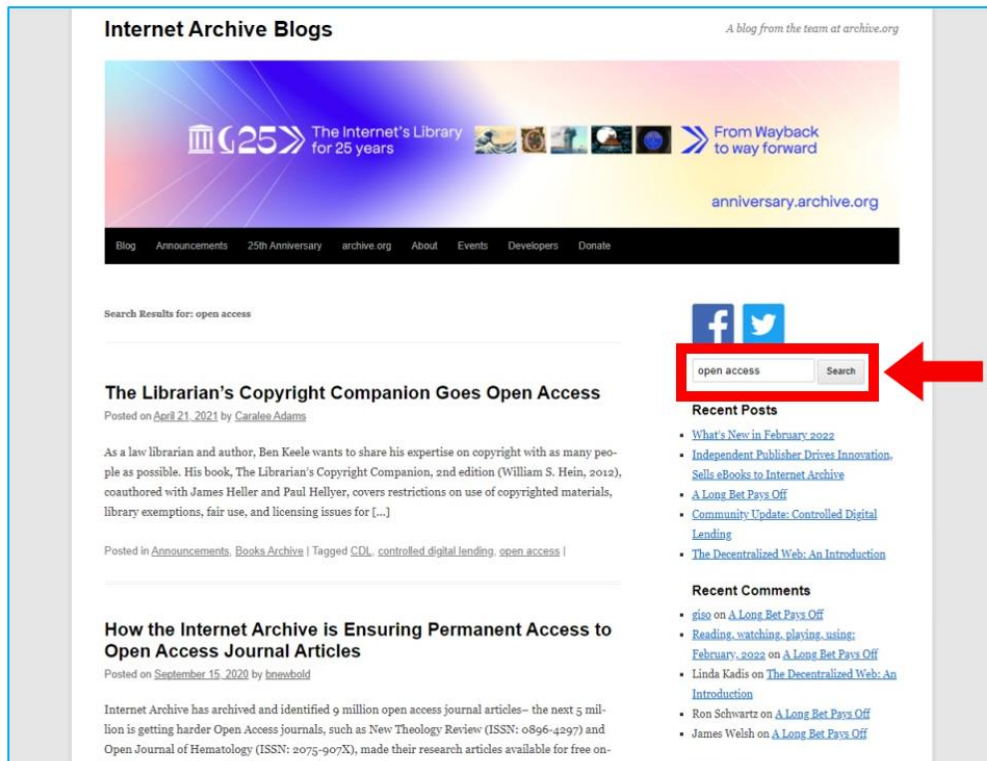 Internet Archive Blogs
A blog from the team at archive.org
25
The Internet's Library
for 25 years
From Wayback
to way forward
anniversary.archive.org
Blog Announcements 25th Anniversary archive.org About Events Developers Donate
Search Results for: open access
The Librarian's Copyright Companion Goes Open Access
Posted on April 21, 2021 by Caralee Adams
As a law librarian and author, Ben Keele wants to share his expertise on copyright with as many peo-
ple as possible. His book, The Librarian's Copyright Companion, 2nd edition (William S. Hein, 2012),
coauthored with James Heller and Paul Hellyer, covers restrictions on use of copyrighted materials,
library exemptions, fair use, and licensing issues for […]
Posted in Announcements, Books Archive | Tagged CDL, controlled digital lending, open access |
How the Internet Archive is Ensuring Permanent Access to
Open Access Journal Articles
Posted on September 15, 2020 by bnewbold
Internet Archive has archived and identified 9 million open access journal articles– the next 5 mil-
lion is getting harder Open Access journals, such as New Theology Review (ISSN: 0896-4297) and
Open Journal of Hematology (ISSN: 2075-907X), made their research articles available for free on-
open access Search
Recent Posts
What's New in February 2022
Independent Publisher Drives Innovation,
Sells eBooks to Internet Archive
A Long Bet Pays Off
Community Update: Controlled Digital
Lending
The Decentralized Web: An Introduction
Recent Comments
giso on A Long Bet Pays Off
Reading, watching, playing, using:
February, 2022 on A Long Bet Pays Off
Linda Kadis on The Decentralized Web: An
Introduction
Ron Schwartz on A Long Bet Pays Off
James Welsh on A Long Bet Pays Off